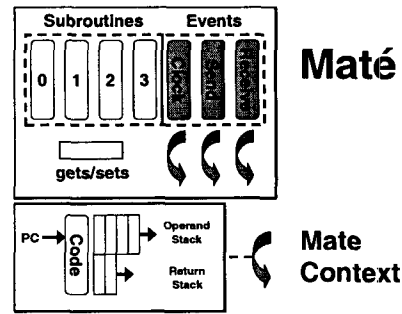 Subroutines Events
0 1 2 3 Clock Send Receive
Maté
gets/sets
PC Code Operand
Stack
Return
Stack
Mate
Context